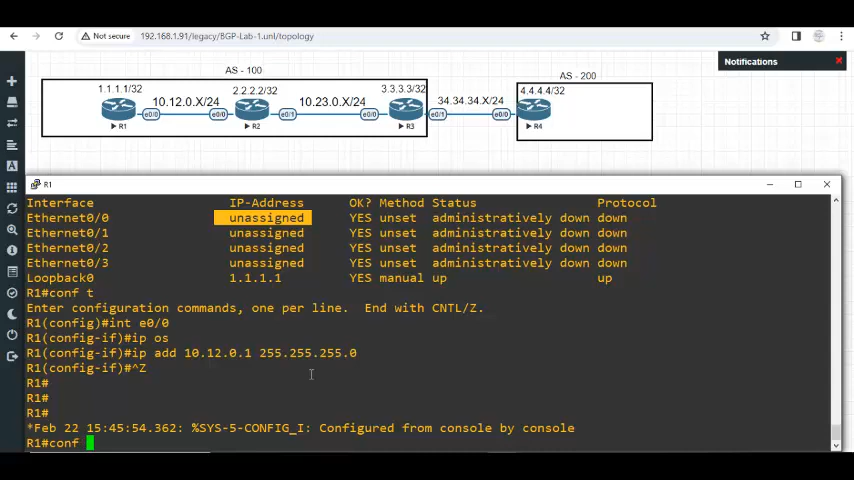 Not secure 192.168.1.91/legacy/BGP-Lab-1.unl/topology
Notifications
AS - 100
AS - 200
1.1.1.1/32
2.2.2.2/32
3.3.3.3/32
4.4.4.4/32
10.12.0.X/24
10.23.0.X/24
34.34.34.X/24
e0/0
e0/0
e0/1
e0/0
e0/1
e0/0
R1
R2
R3
R4
R1
Interface IP-Address OK? Method Status Protocol
Ethernet0/0 unassigned YES unset administratively down down
Ethernet0/1 unassigned YES unset administratively down down
Ethernet0/2 unassigned YES unset administratively down down
Ethernet0/3 unassigned YES unset administratively down down
Loopback0 1.1.1.1 YES manual up up
R1#conf t
Enter configuration commands, one per line. End with CNTL/Z.
R1(config)#int e0/0
R1(config-if)#ip os
R1(config-if)#ip add 10.12.0.1 255.255.255.0
R1(config-if)#^Z
R1#
R1#
R1#
*Feb 22 15:45:54.362: %SYS-5-CONFIG_I: Configured from console by console
R1#conf